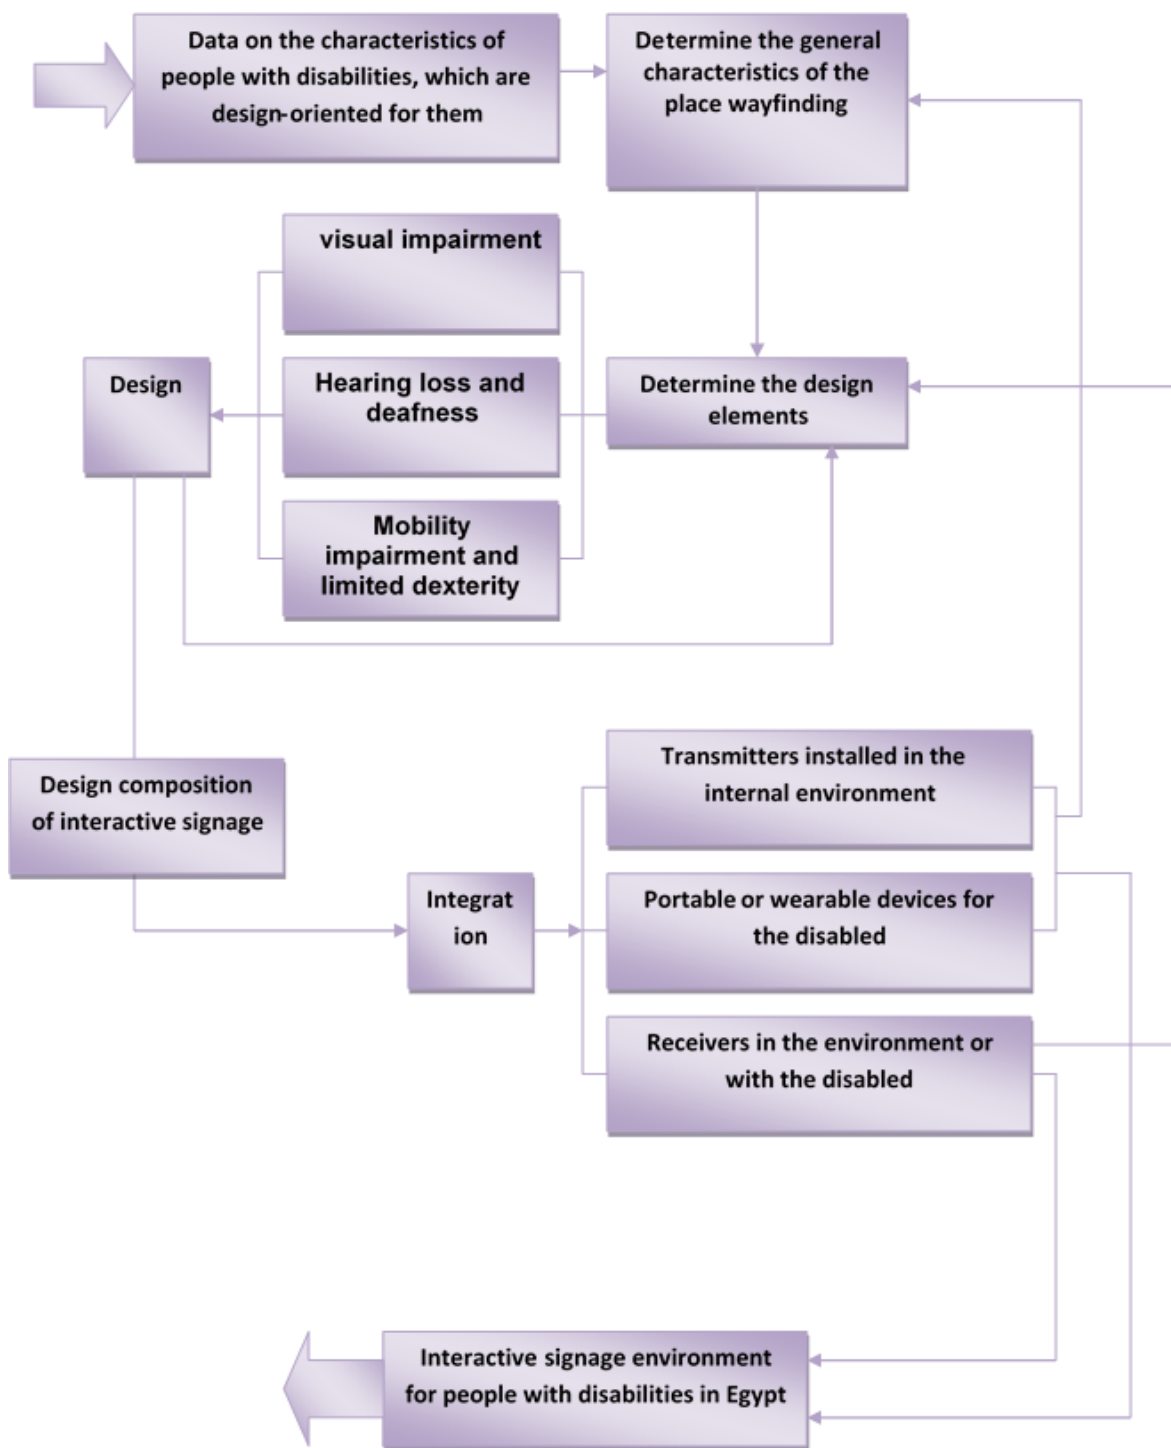 Data on the characteristics of
people with disabilities, which are
design-oriented for them
Determine the general
characteristics of the
place wayfinding
visual impairment
Design
Hearing loss and
deafness
Determine the design
elements
Mobility
impairment and
limited dexterity
Transmitters installed in the
internal environment
Design composition
of interactive signage
Integrat
ion
Portable or wearable devices for
the disabled
Receivers in the environment or
with the disabled
Interactive signage environment
for people with disabilities in Egypt